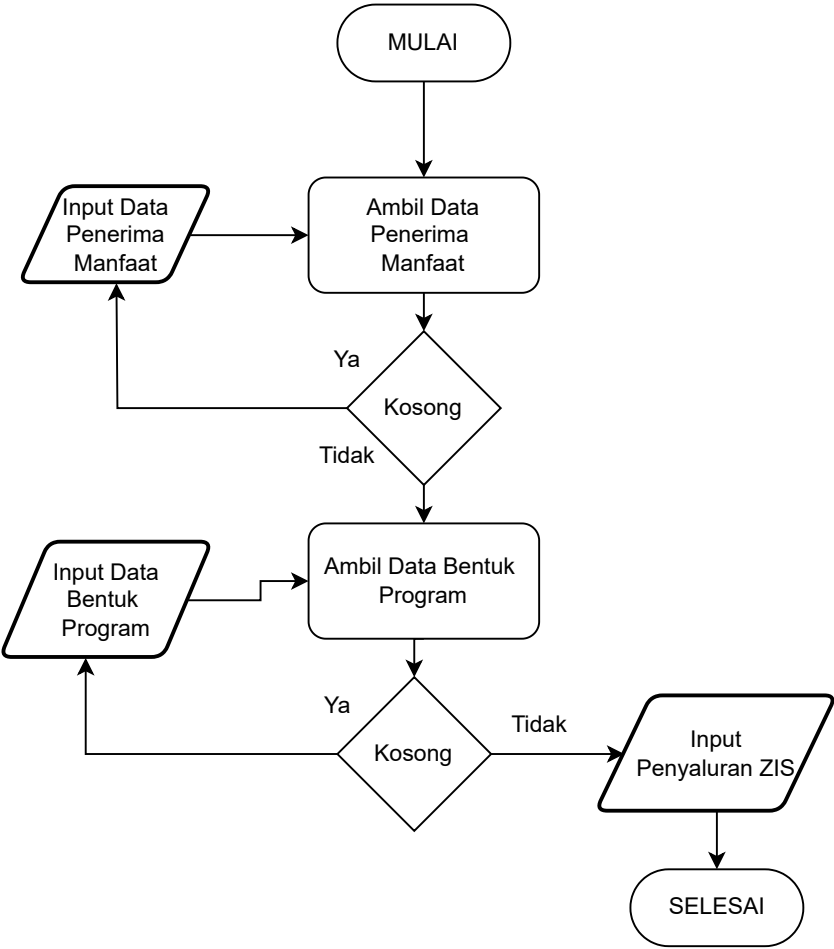 MULAI
Input Data
Penerima
Manfaat
Ambil Data
Penerima
Manfaat
Ya
Kosong
Tidak
Input Data
Bentuk
Program
Ambil Data Bentuk
Program
Ya
Kosong
Tidak
Input
Penyaluran ZIS
SELESAI